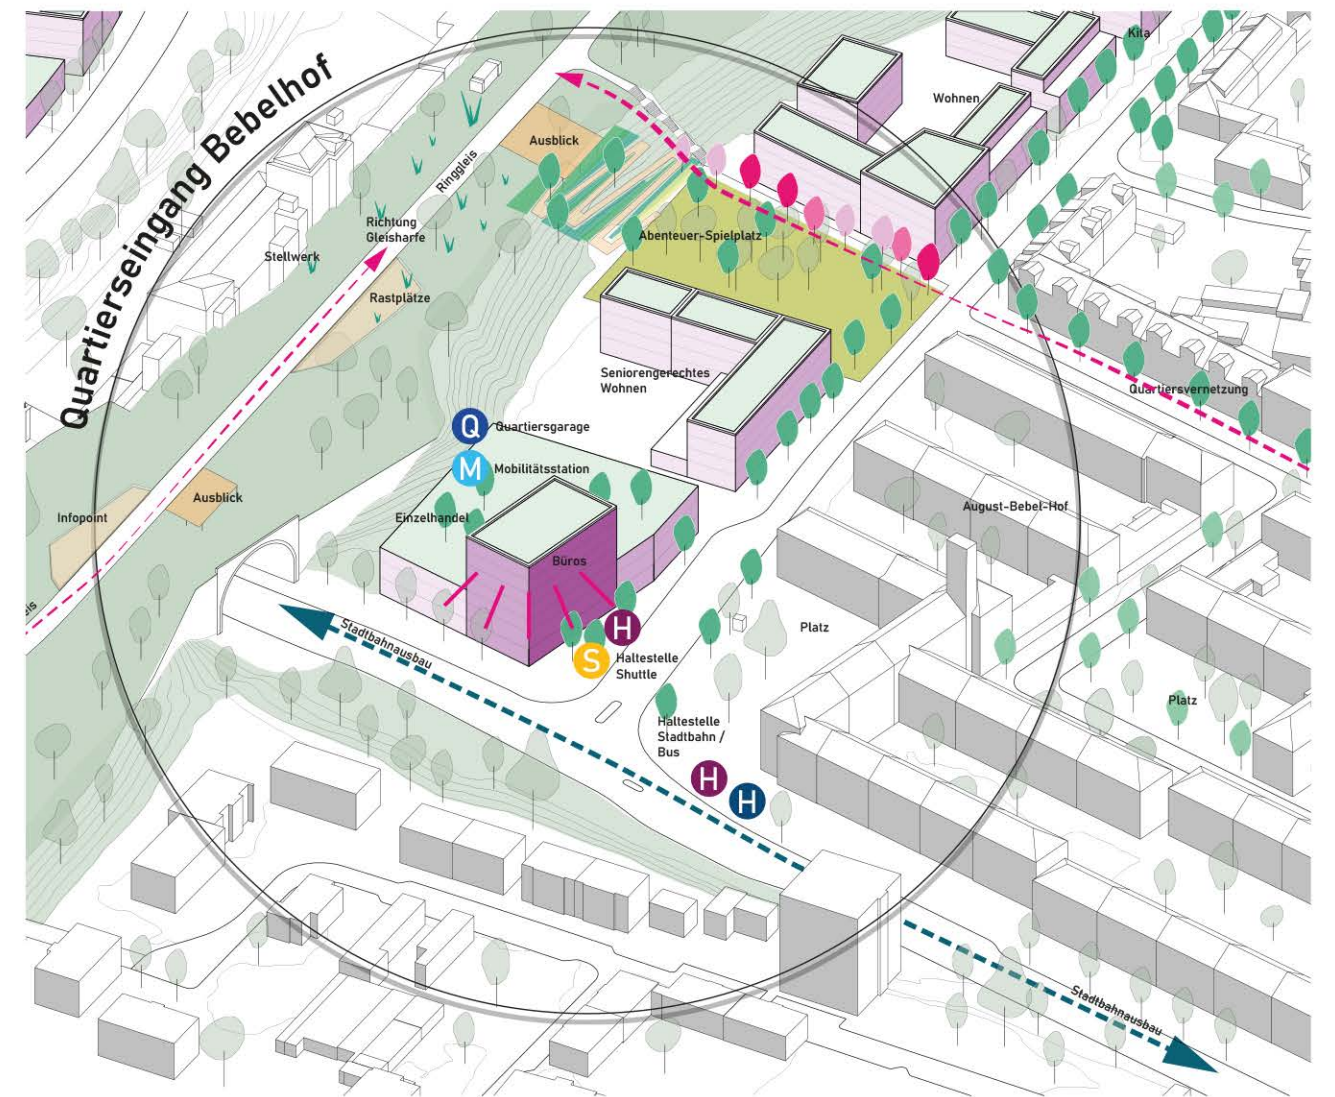 Quartierseingang Bebelhof
Kita
Wohnen
Ausblick
Ringgleis
Richtung
Gleisharfe
Abenteuer-Spielplatz
Stellwerk
Rastplätze
Seniorengerechtes
Wohnen
Quartiersvernetzung
Q
Quartiersgarage
M
Mobilitätsstation
Ausblick
Infopoint
Einzelhandel
August-Bebel-Hof
Büros
eis
Stadtbahnausbau
H
S
Haltestelle
Shuttle
Platz
Platz
Haltestelle
Stadtbahn /
Bus
H
H
Stadtbahnausbau